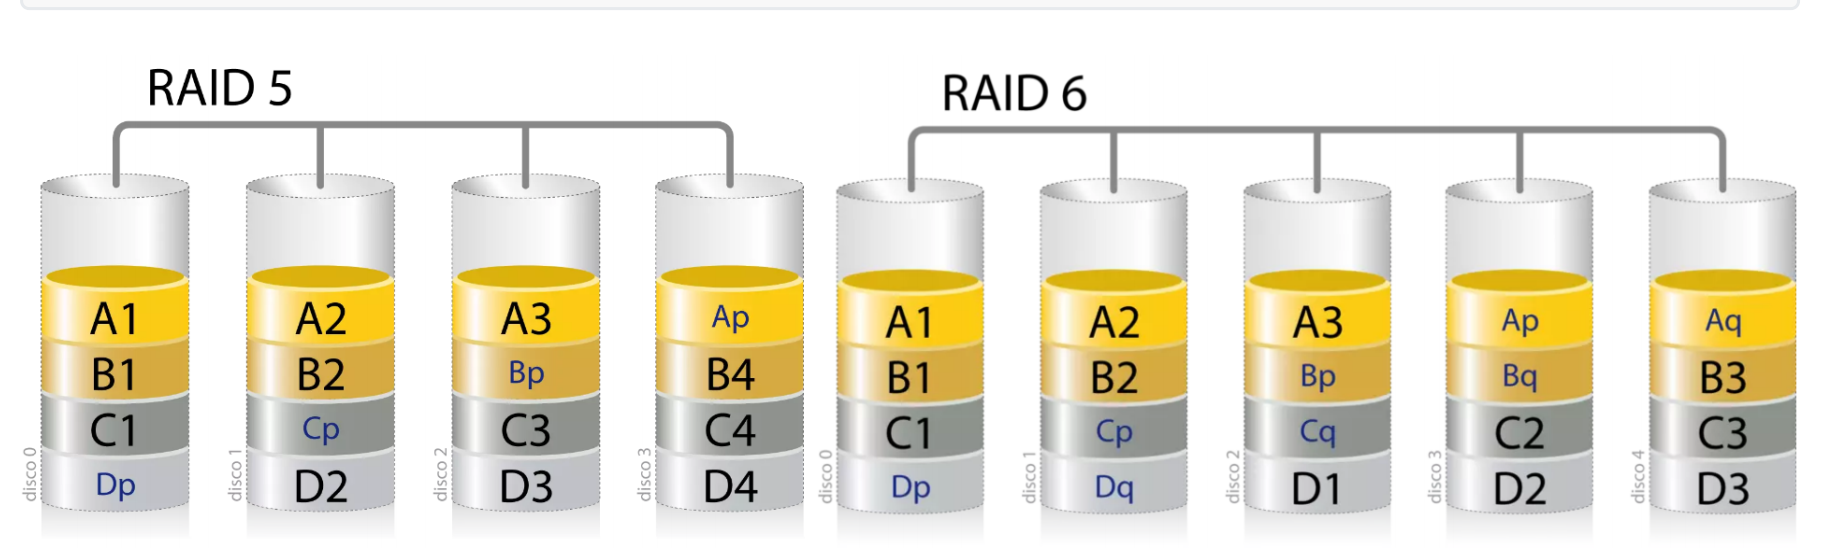 RAID 5
A1 A2 A3 Ap
B1 B2 Bp B4
C1 Cp C3 C4
Dp D2 D3 D4
disco 0 disco 1 disco 2 disco 3
RAID 6
A1 A2 A3 Ap Aq
B1 B2 Bp Bq B3
C1 Cp Cq C2 C3
Dp Dq D1 D2 D3
disco 0 disco 1 disco 2 disco 3 disco 4